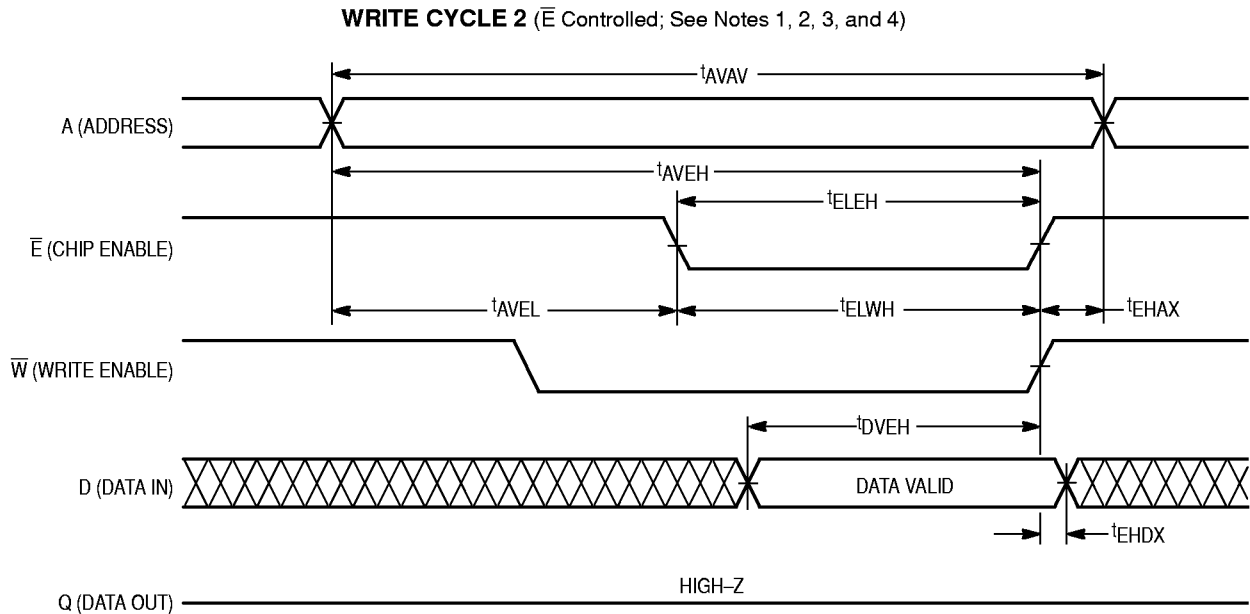 WRITE CYCLE 2 (E̅ Controlled; See Notes 1, 2, 3, and 4)
tAVAV
A (ADDRESS)
tAVEH
tELEH
E̅ (CHIP ENABLE)
tAVEL
tELWH
tEHAX
W̅ (WRITE ENABLE)
tDVEH
D (DATA IN)
DATA VALID
tEHDX
HIGH–Z
Q (DATA OUT)